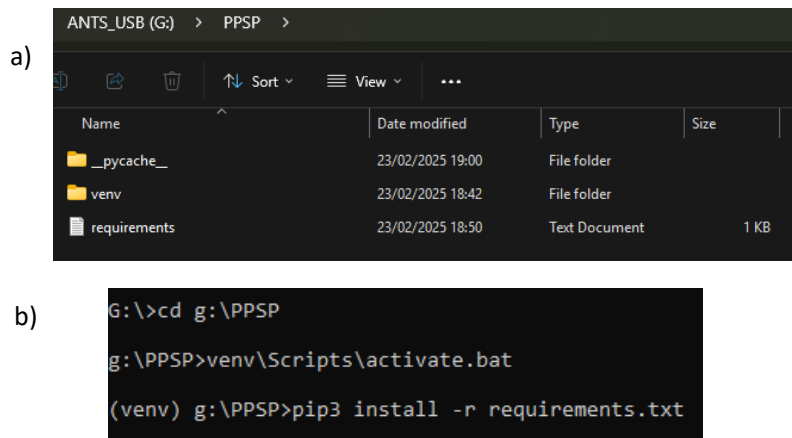 ANTS_USB (G:) > PPSP >
a)
Sort View ...
Name Date modified Type Size
__pycache__ 23/02/2025 19:00 File folder
venv 23/02/2025 18:42 File folder
requirements 23/02/2025 18:50 Text Document 1 KB
b)
G:\>cd g:\PPSP
g:\PPSP>venv\Scripts\activate.bat
(venv) g:\PPSP>pip3 install -r requirements.txt